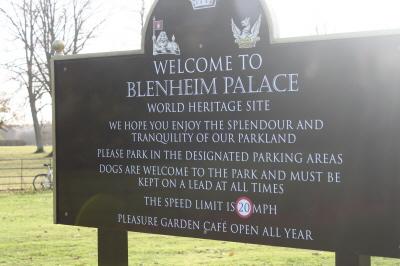 WELCOME TO
BLENHEIM PALACE
WORLD HERITAGE SITE
WE HOPE YOU ENJOY THE SPLENDOUR AND
TRANQUILITY OF OUR PARKLAND
PLEASE PARK IN THE DESIGNATED PARKING AREAS
DOGS ARE WELCOME TO THE PARK AND MUST BE
KEPT ON A LEAD AT ALL TIMES
THE SPEED LIMIT IS 20 MPH
PLEASURE GARDEN CAFÉ OPEN ALL YEAR